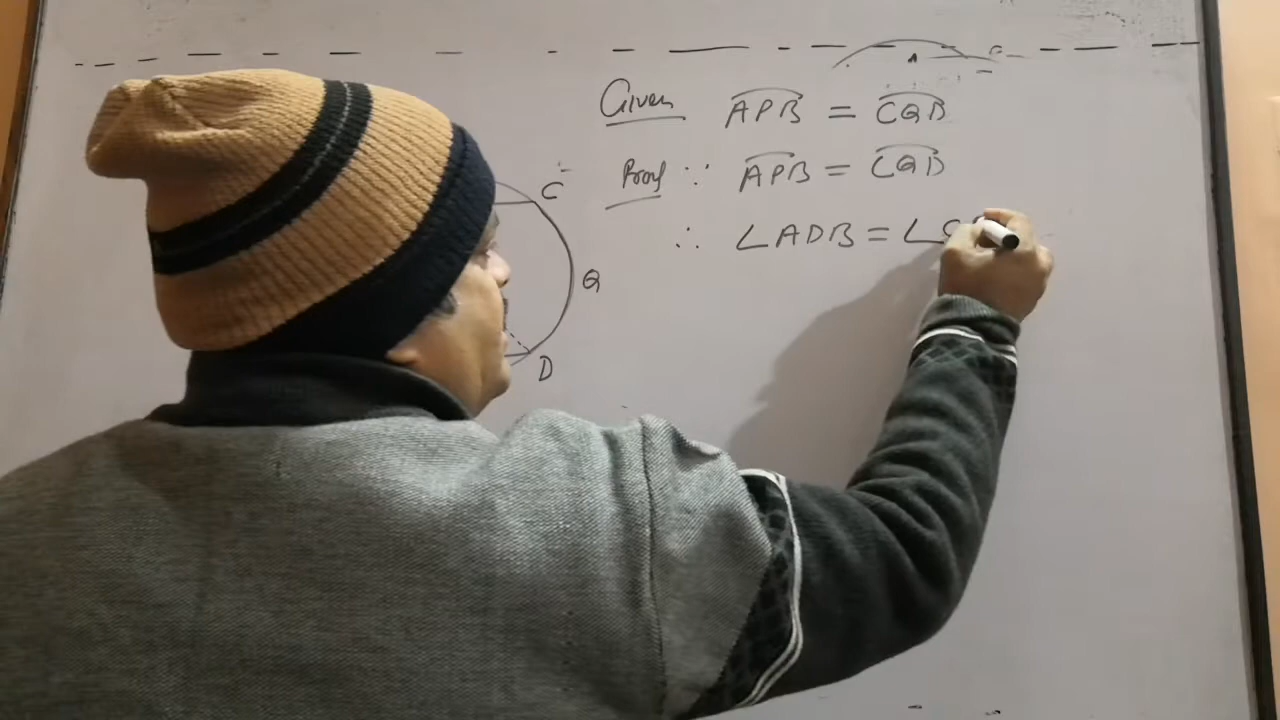 Given APB = CQD
Proof ∵ APB = CQD
∴ ∠ADB = ∠C
C
Q
D